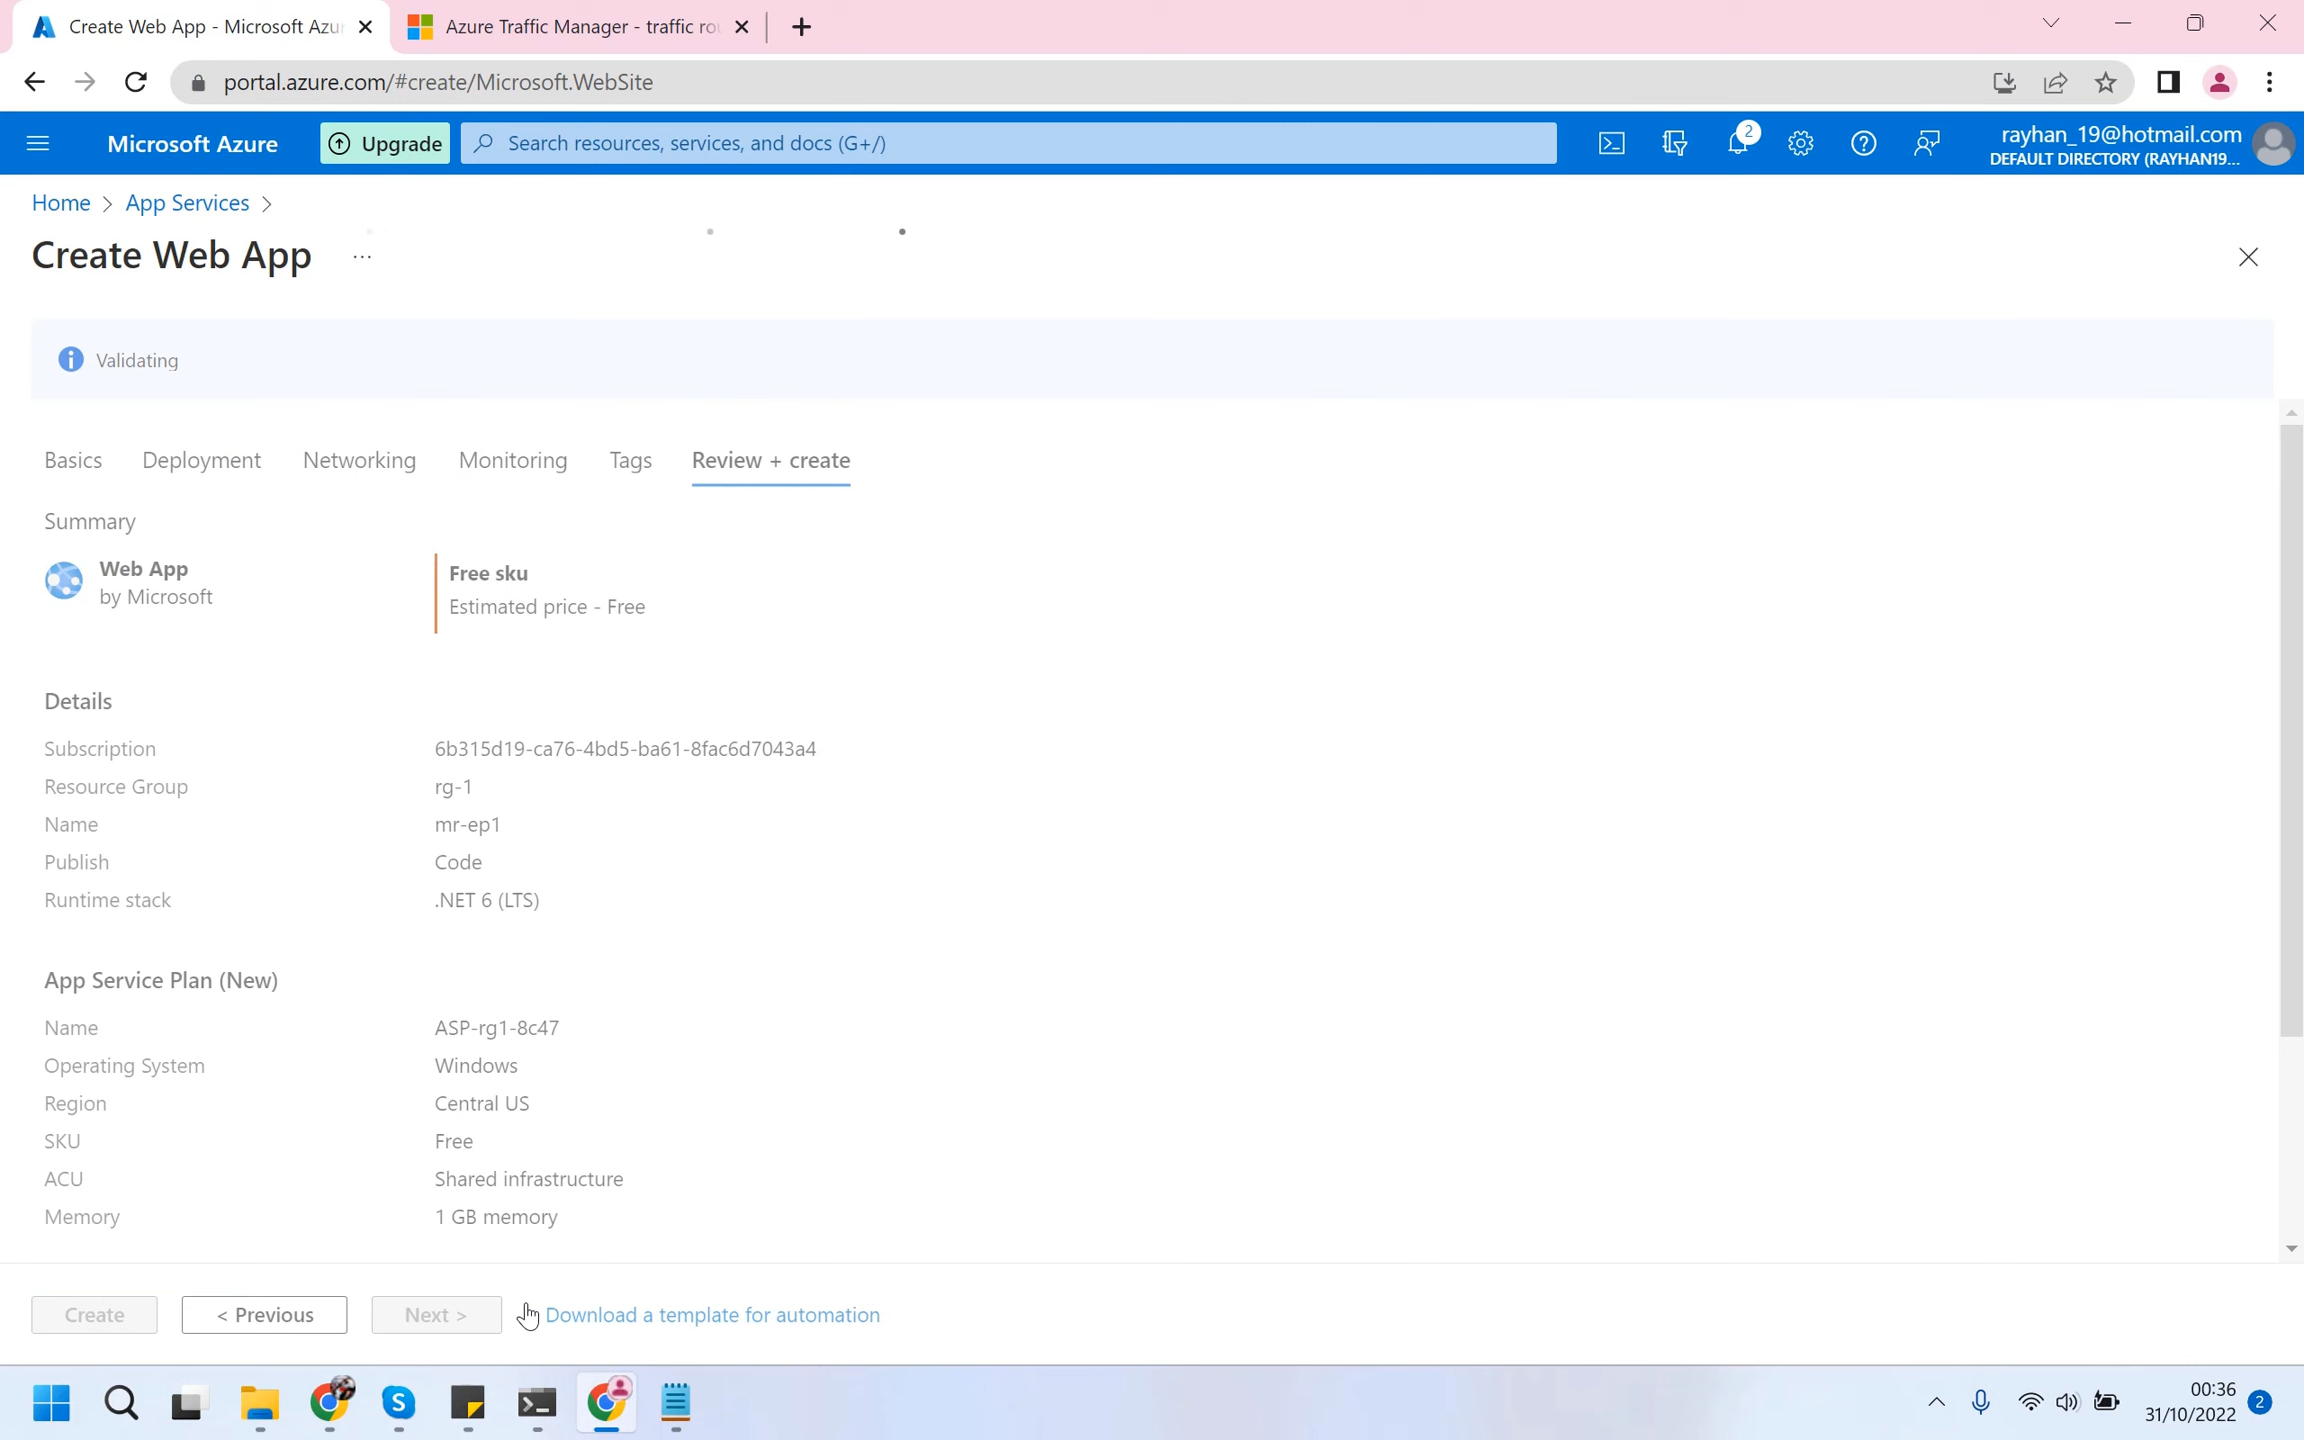 Create Web App - Microsoft Azu
Azure Traffic Manager - traffic ro
portal.azure.com/#create/Microsoft.WebSite
Microsoft Azure
Upgrade
Search resources, services, and docs (G+/)
2
rayhan_19@hotmail.com
DEFAULT DIRECTORY (RAYHAN19...
Home > App Services >
Create Web App ...
Validating
Basics Deployment Networking Monitoring Tags Review + create
Summary
Web App
by Microsoft
Free sku
Estimated price - Free
Details
Subscription 6b315d19-ca76-4bd5-ba61-8fac6d7043a4
Resource Group rg-1
Name mr-ep1
Publish Code
Runtime stack .NET 6 (LTS)
App Service Plan (New)
Name ASP-rg1-8c47
Operating System Windows
Region Central US
SKU Free
ACU Shared infrastructure
Memory 1 GB memory
Create < Previous Next > Download a template for automation
00:36
31/10/2022
2